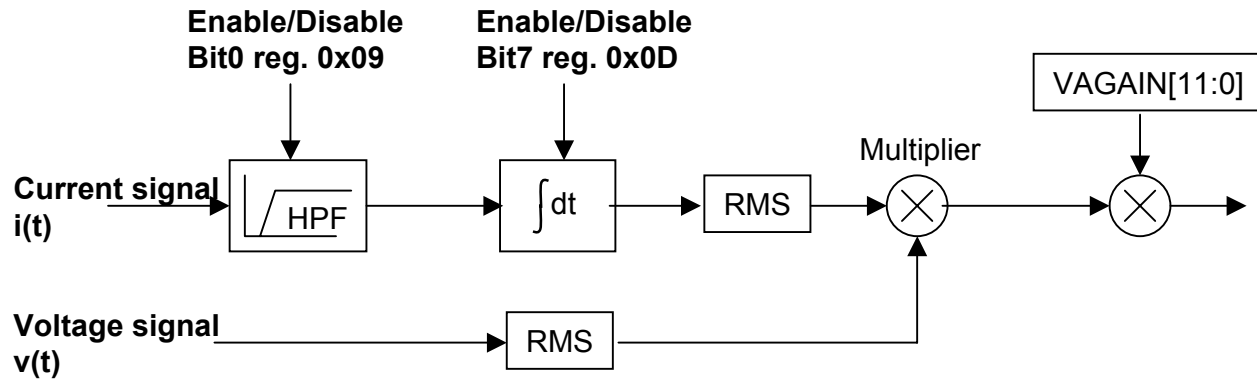 Enable/Disable
Bit0 reg. 0x09
Enable/Disable
Bit7 reg. 0x0D
VAGAIN[11:0]
Multiplier
Current signal
i(t)
HPF
∫dt
RMS
Voltage signal
v(t)
RMS